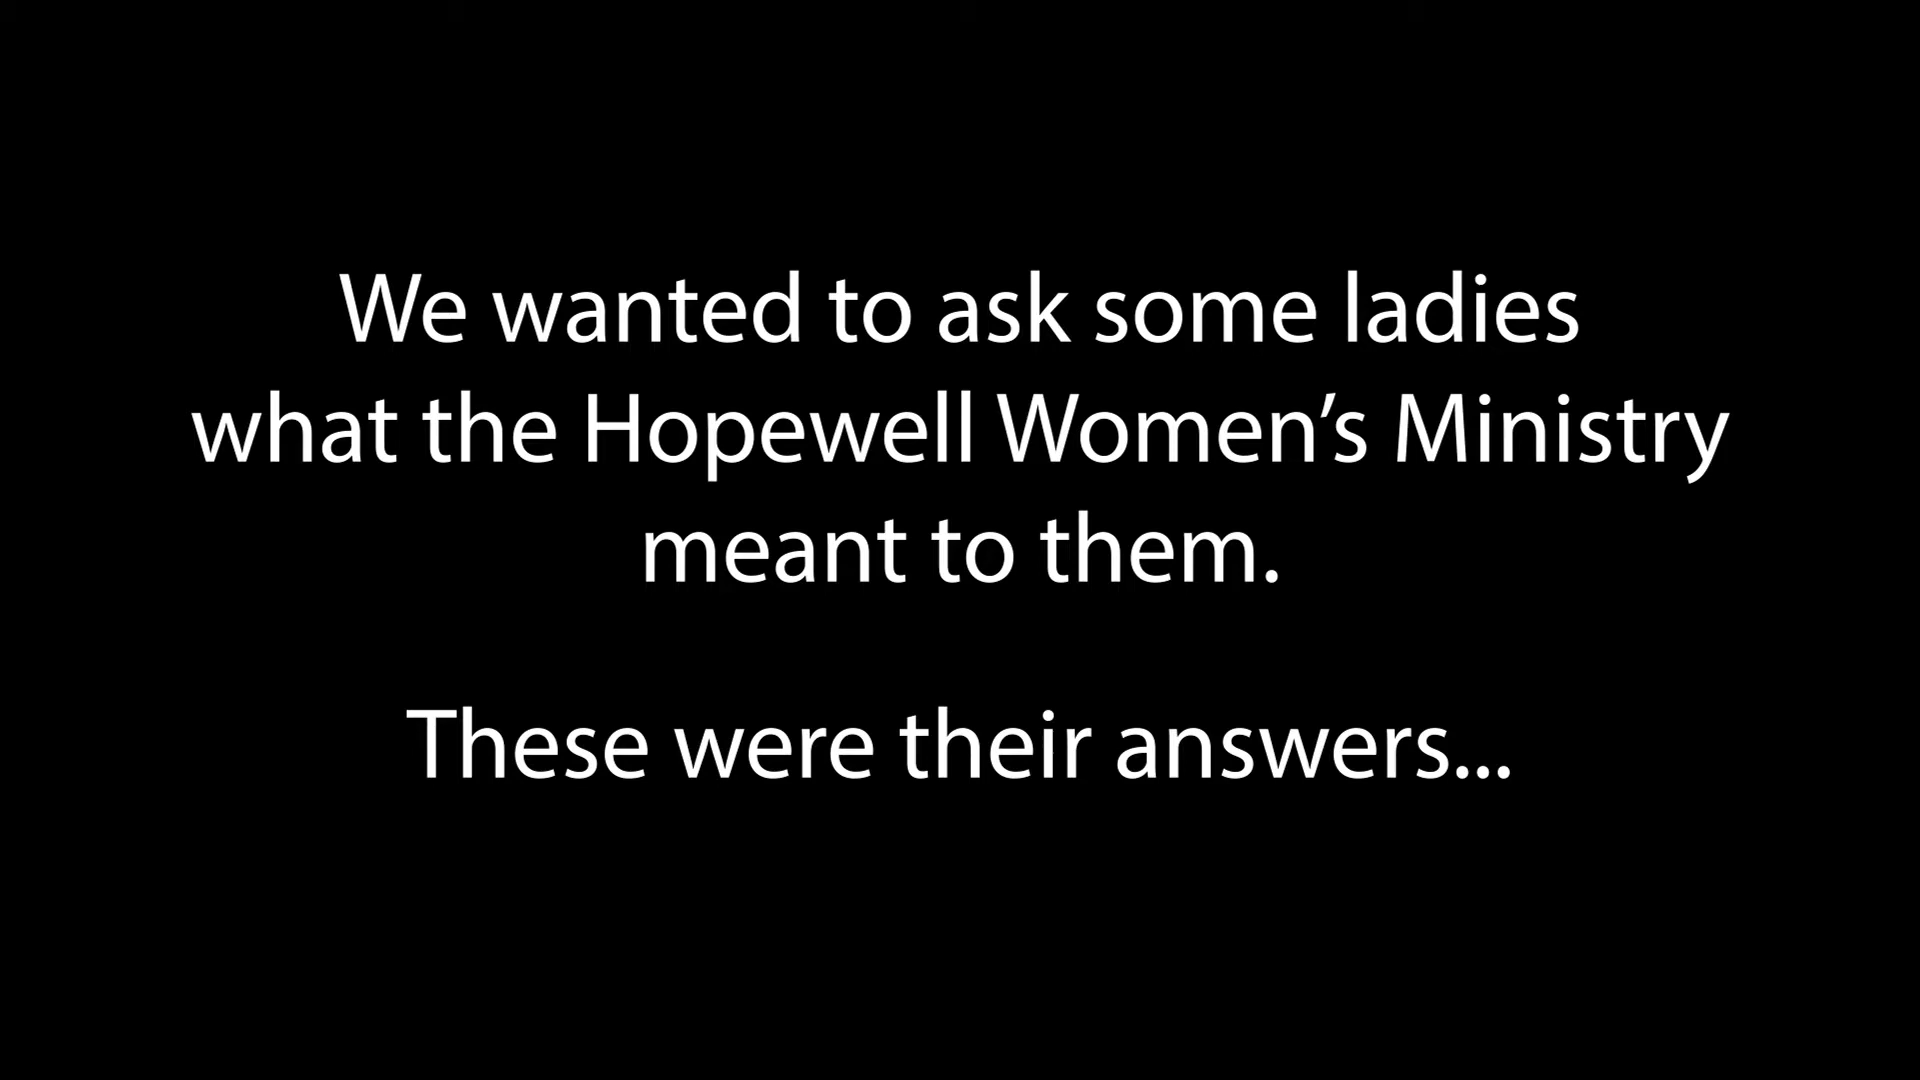 We wanted to ask some ladies
what the Hopewell Women’s Ministry
meant to them.
These were their answers...